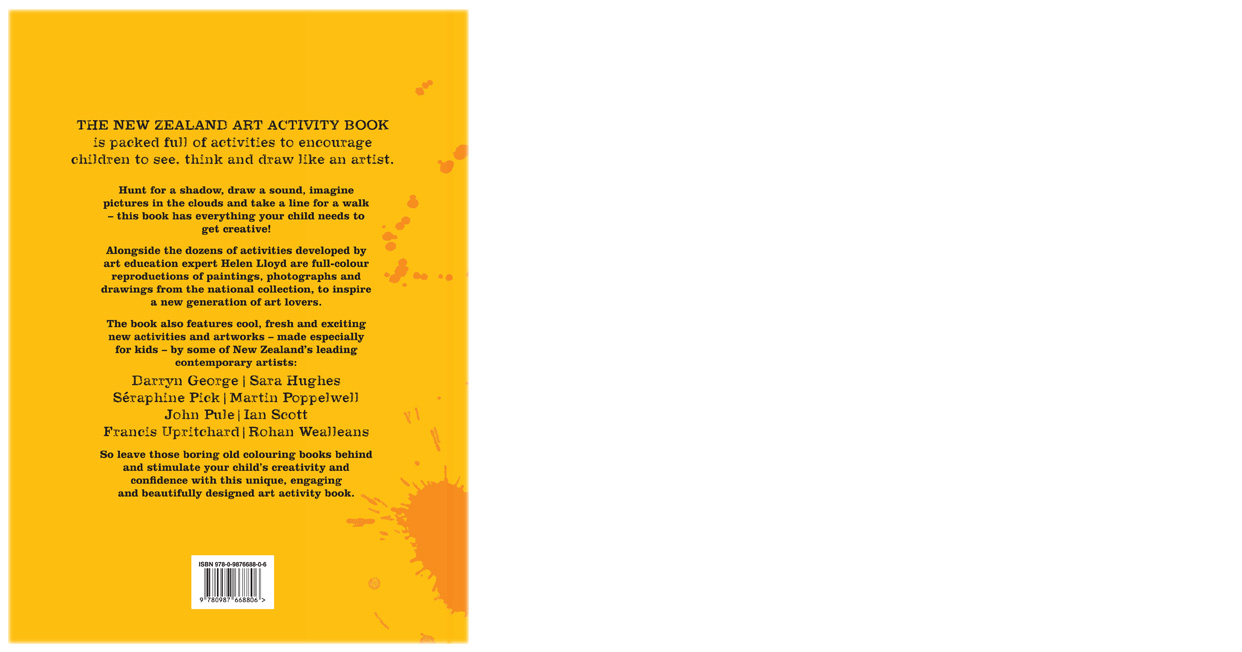 THE NEW ZEALAND ART ACTIVITY BOOK
is packed full of activities to encourage
children to see, think and draw like an artist.
Hunt for a shadow, draw a sound, imagine
pictures in the clouds and take a line for a walk
– this book has everything your child needs to
get creative!
Alongside the dozens of activities developed by
art education expert Helen Lloyd are full-colour
reproductions of paintings, photographs and
drawings from the national collection, to inspire
a new generation of art lovers.
The book also features cool, fresh and exciting
new activities and artworks – made especially
for kids – by some of New Zealand's leading
contemporary artists:
Darryn George | Sara Hughes
Séraphine Pick | Martin Poppelwell
John Pule | Ian Scott
Francis Upritchard | Rohan Wealleans
So leave those boring old colouring books behind
and stimulate your child's creativity and
confidence with this unique, engaging
and beautifully designed art activity book.
ISBN 978-0-9876688-0-6
9 780987 668806 >